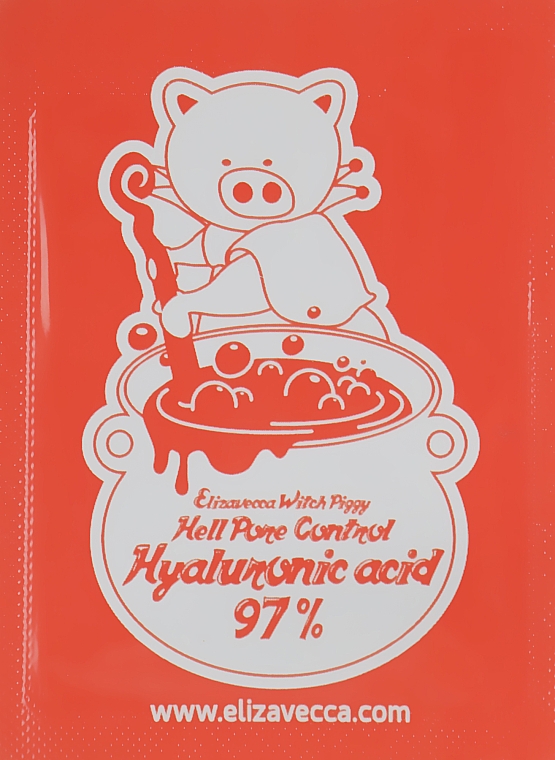 Elizavecca Witch Piggy
Hell Pore Control
Hyaluronic acid
97%
www.elizavecca.com